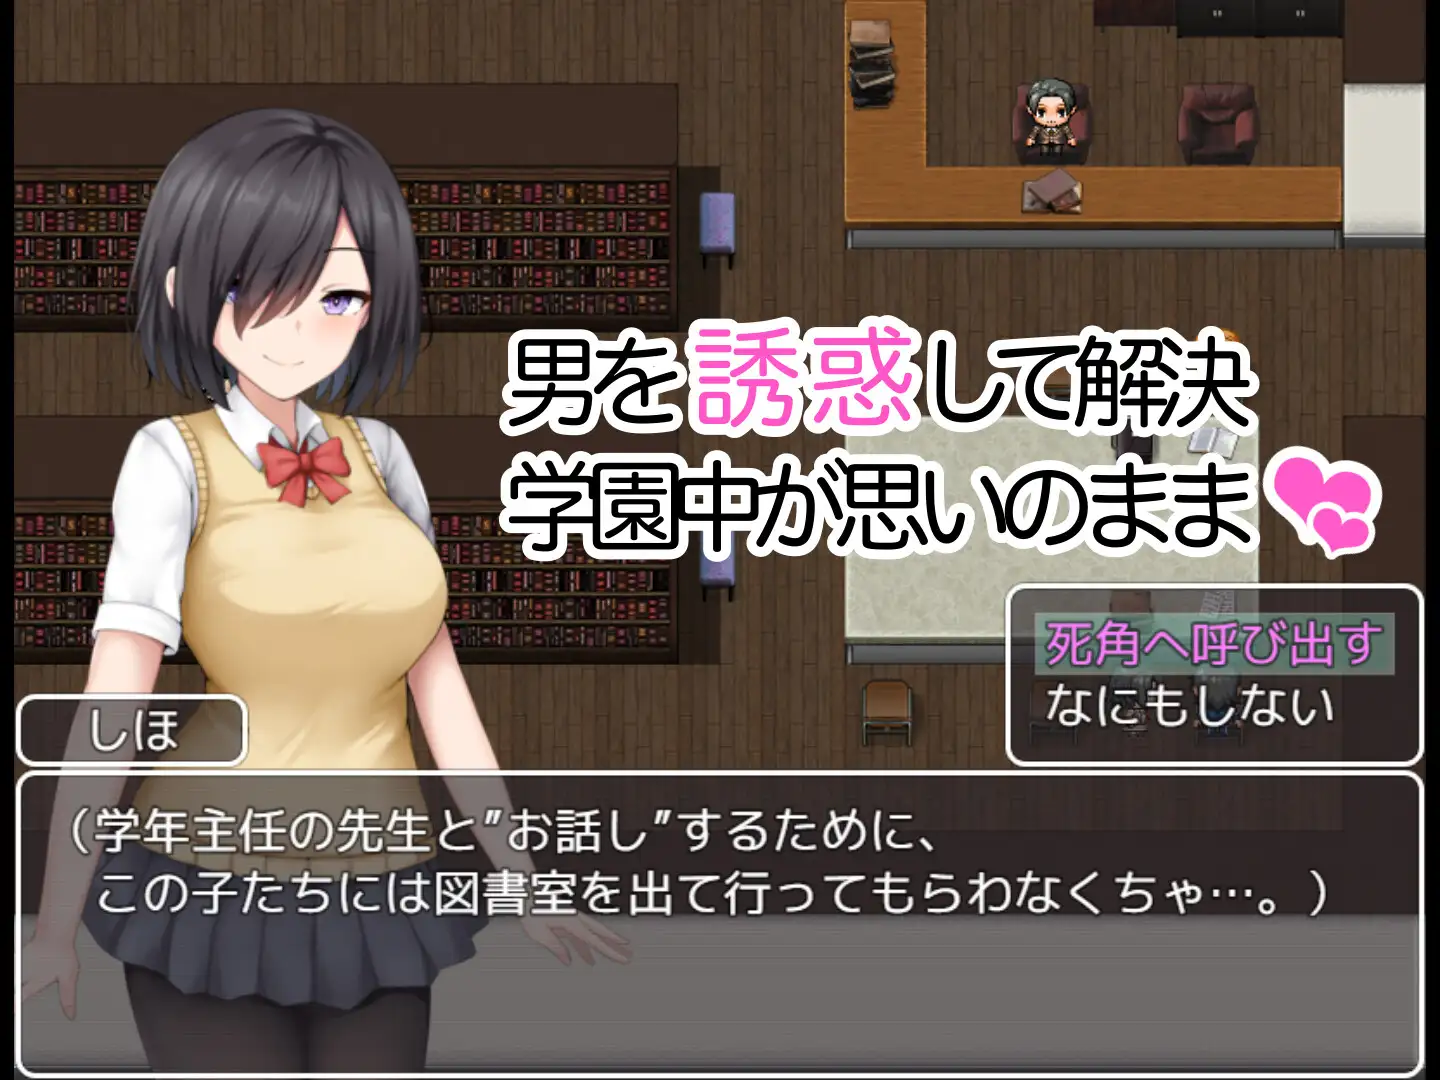 男を誘惑して解決
学園中が思いのまま
死角へ呼び出す
なにもしない
しほ
（学年主任の先生と”お話し”するために、
この子たちには図書室を出て行ってもらわなくちゃ…。）